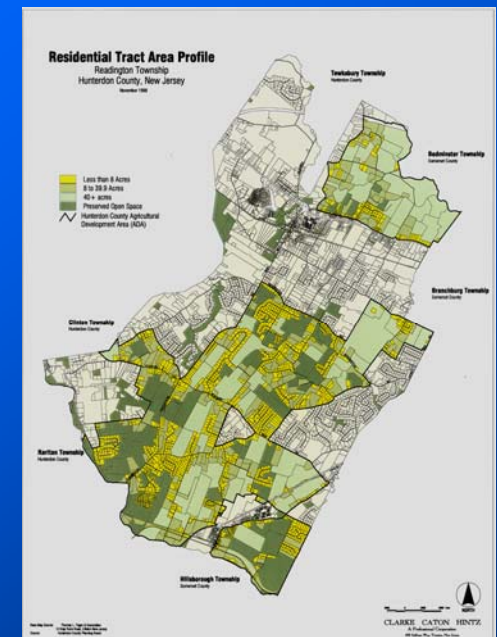 Residential Tract Area Profile
Readington Township
Hunterdon County, New Jersey
November 1998
Tewksbury Township
Hunterdon County
Bedminster Township
Somerset County
Less than 8 Acres
8 to 39.9 Acres
40+ acres
Preserved Open Space
Hunterdon County Agricultural
Development Area (ADA)
Branchburg Township
Somerset County
Clinton Township
Hunterdon County
Raritan Township
Hunterdon County
Hillsborough Township
Somerset County
NORTH
CLARKE CATON HINTZ
A Professional Corporation